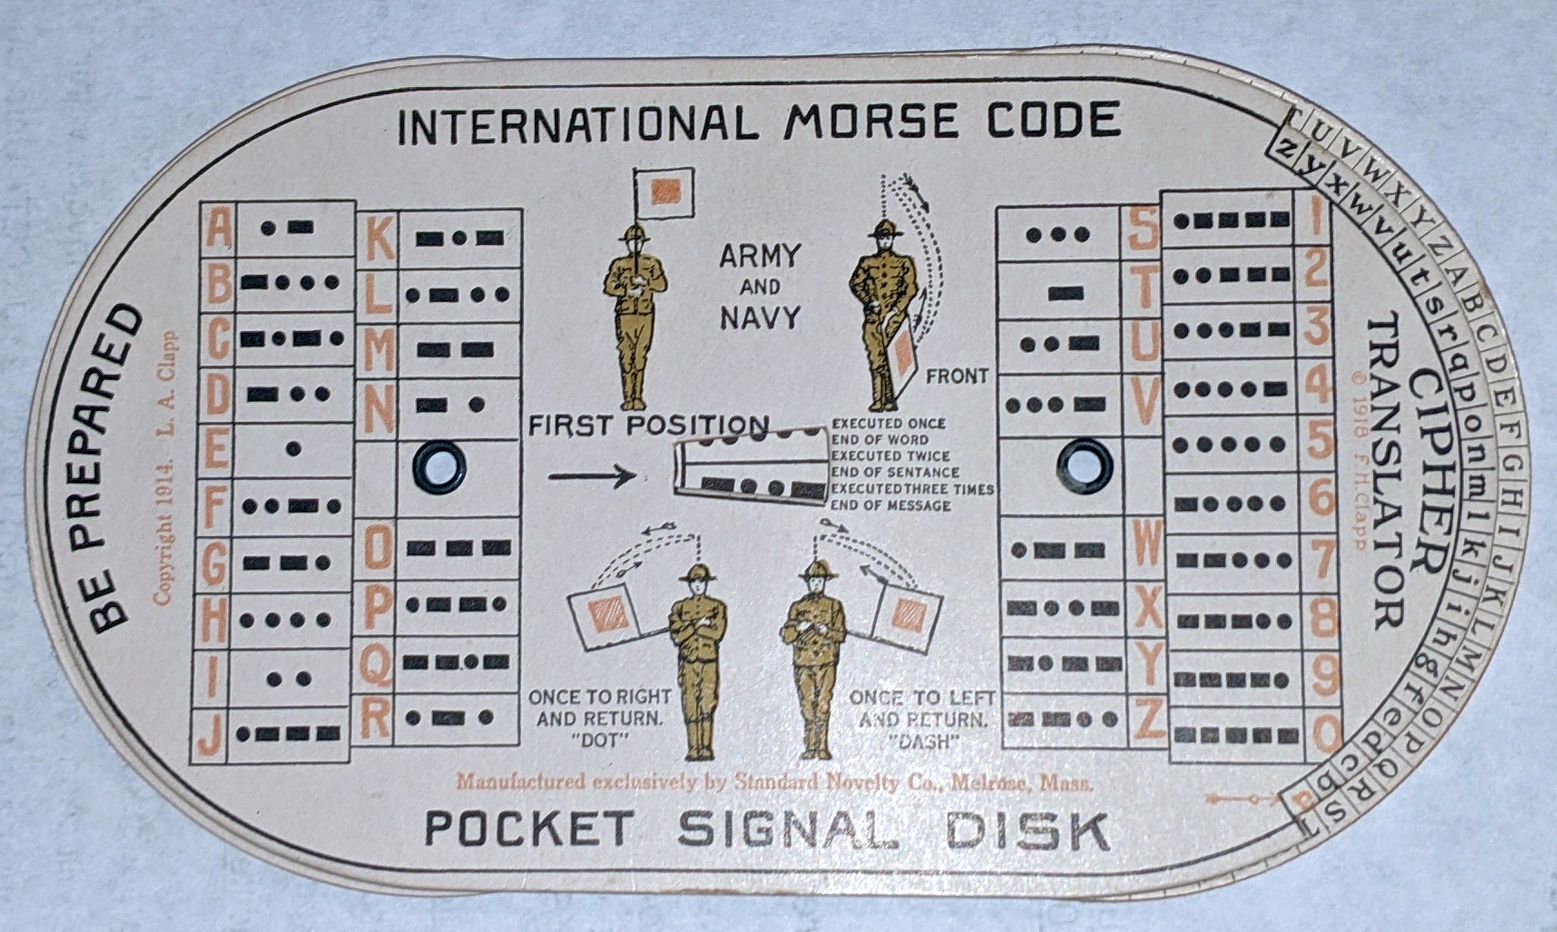 INTERNATIONAL MORSE CODE
BE PREPARED
Copyright 1914. L. A. Clapp
A
B
C
D
E
F
G
H
I
J
K
L
M
N
O
P
Q
R
ARMY
AND
NAVY
FRONT
FIRST POSITION
EXECUTED ONCE
END OF WORD
EXECUTED TWICE
END OF SENTANCE
EXECUTED THREE TIMES
END OF MESSAGE
ONCE TO RIGHT
AND RETURN.
"DOT"
ONCE TO LEFT
AND RETURN.
"DASH"
S
T
U
V
W
X
Y
Z
1
2
3
4
5
6
7
8
9
0
© 1918 F.H. Clapp
CIPHER
TRANSLATOR
U V W X Y Z A B C D E F G H I J K L M N O P Q R S T
z y x w v u t s r q p o n m l k j i h g f e d c b
Manufactured exclusively by Standard Novelty Co., Melrose, Mass.
POCKET SIGNAL DISK